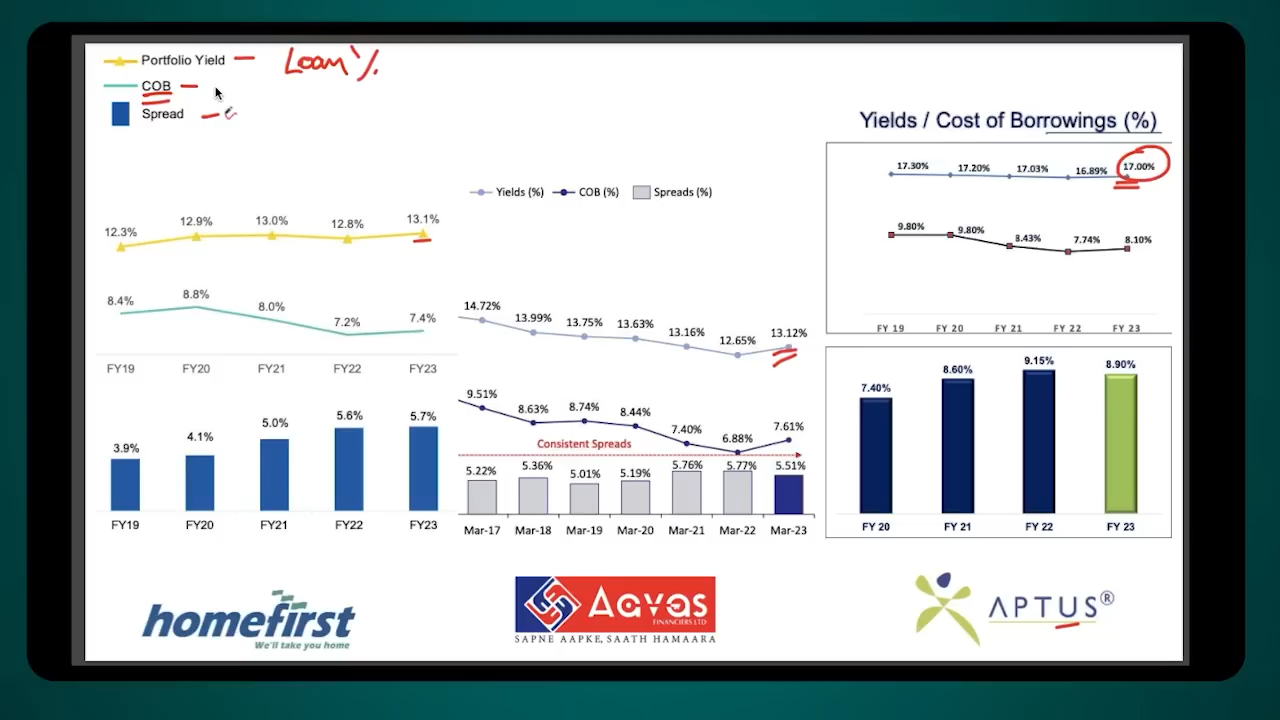 Portfolio Yield
Loan %
COB
Spread
12.3% 12.9% 13.0% 12.8% 13.1%
8.4% 8.8% 8.0% 7.2% 7.4%
FY19 FY20 FY21 FY22 FY23
3.9% 4.1% 5.0% 5.6% 5.7%
FY19 FY20 FY21 FY22 FY23
homefirst
We'll take you home
Yields (%) COB (%) Spreads (%)
14.72% 13.99% 13.75% 13.63% 13.16% 12.65% 13.12%
9.51% 8.63% 8.74% 8.44% 7.40% 6.88% 7.61%
Consistent Spreads
5.22% 5.36% 5.01% 5.19% 5.76% 5.77% 5.51%
Mar-17 Mar-18 Mar-19 Mar-20 Mar-21 Mar-22 Mar-23
Aavas
FINANCIERS LTD
SAPNE AAPKE, SAATH HAMAARA
Yields / Cost of Borrowings (%)
17.30% 17.20% 17.03% 16.89% 17.00%
9.80% 9.80% 8.43% 7.74% 8.10%
FY 19 FY 20 FY 21 FY 22 FY 23
7.40% 8.60% 9.15% 8.90%
FY 20 FY 21 FY 22 FY 23
APTUS®